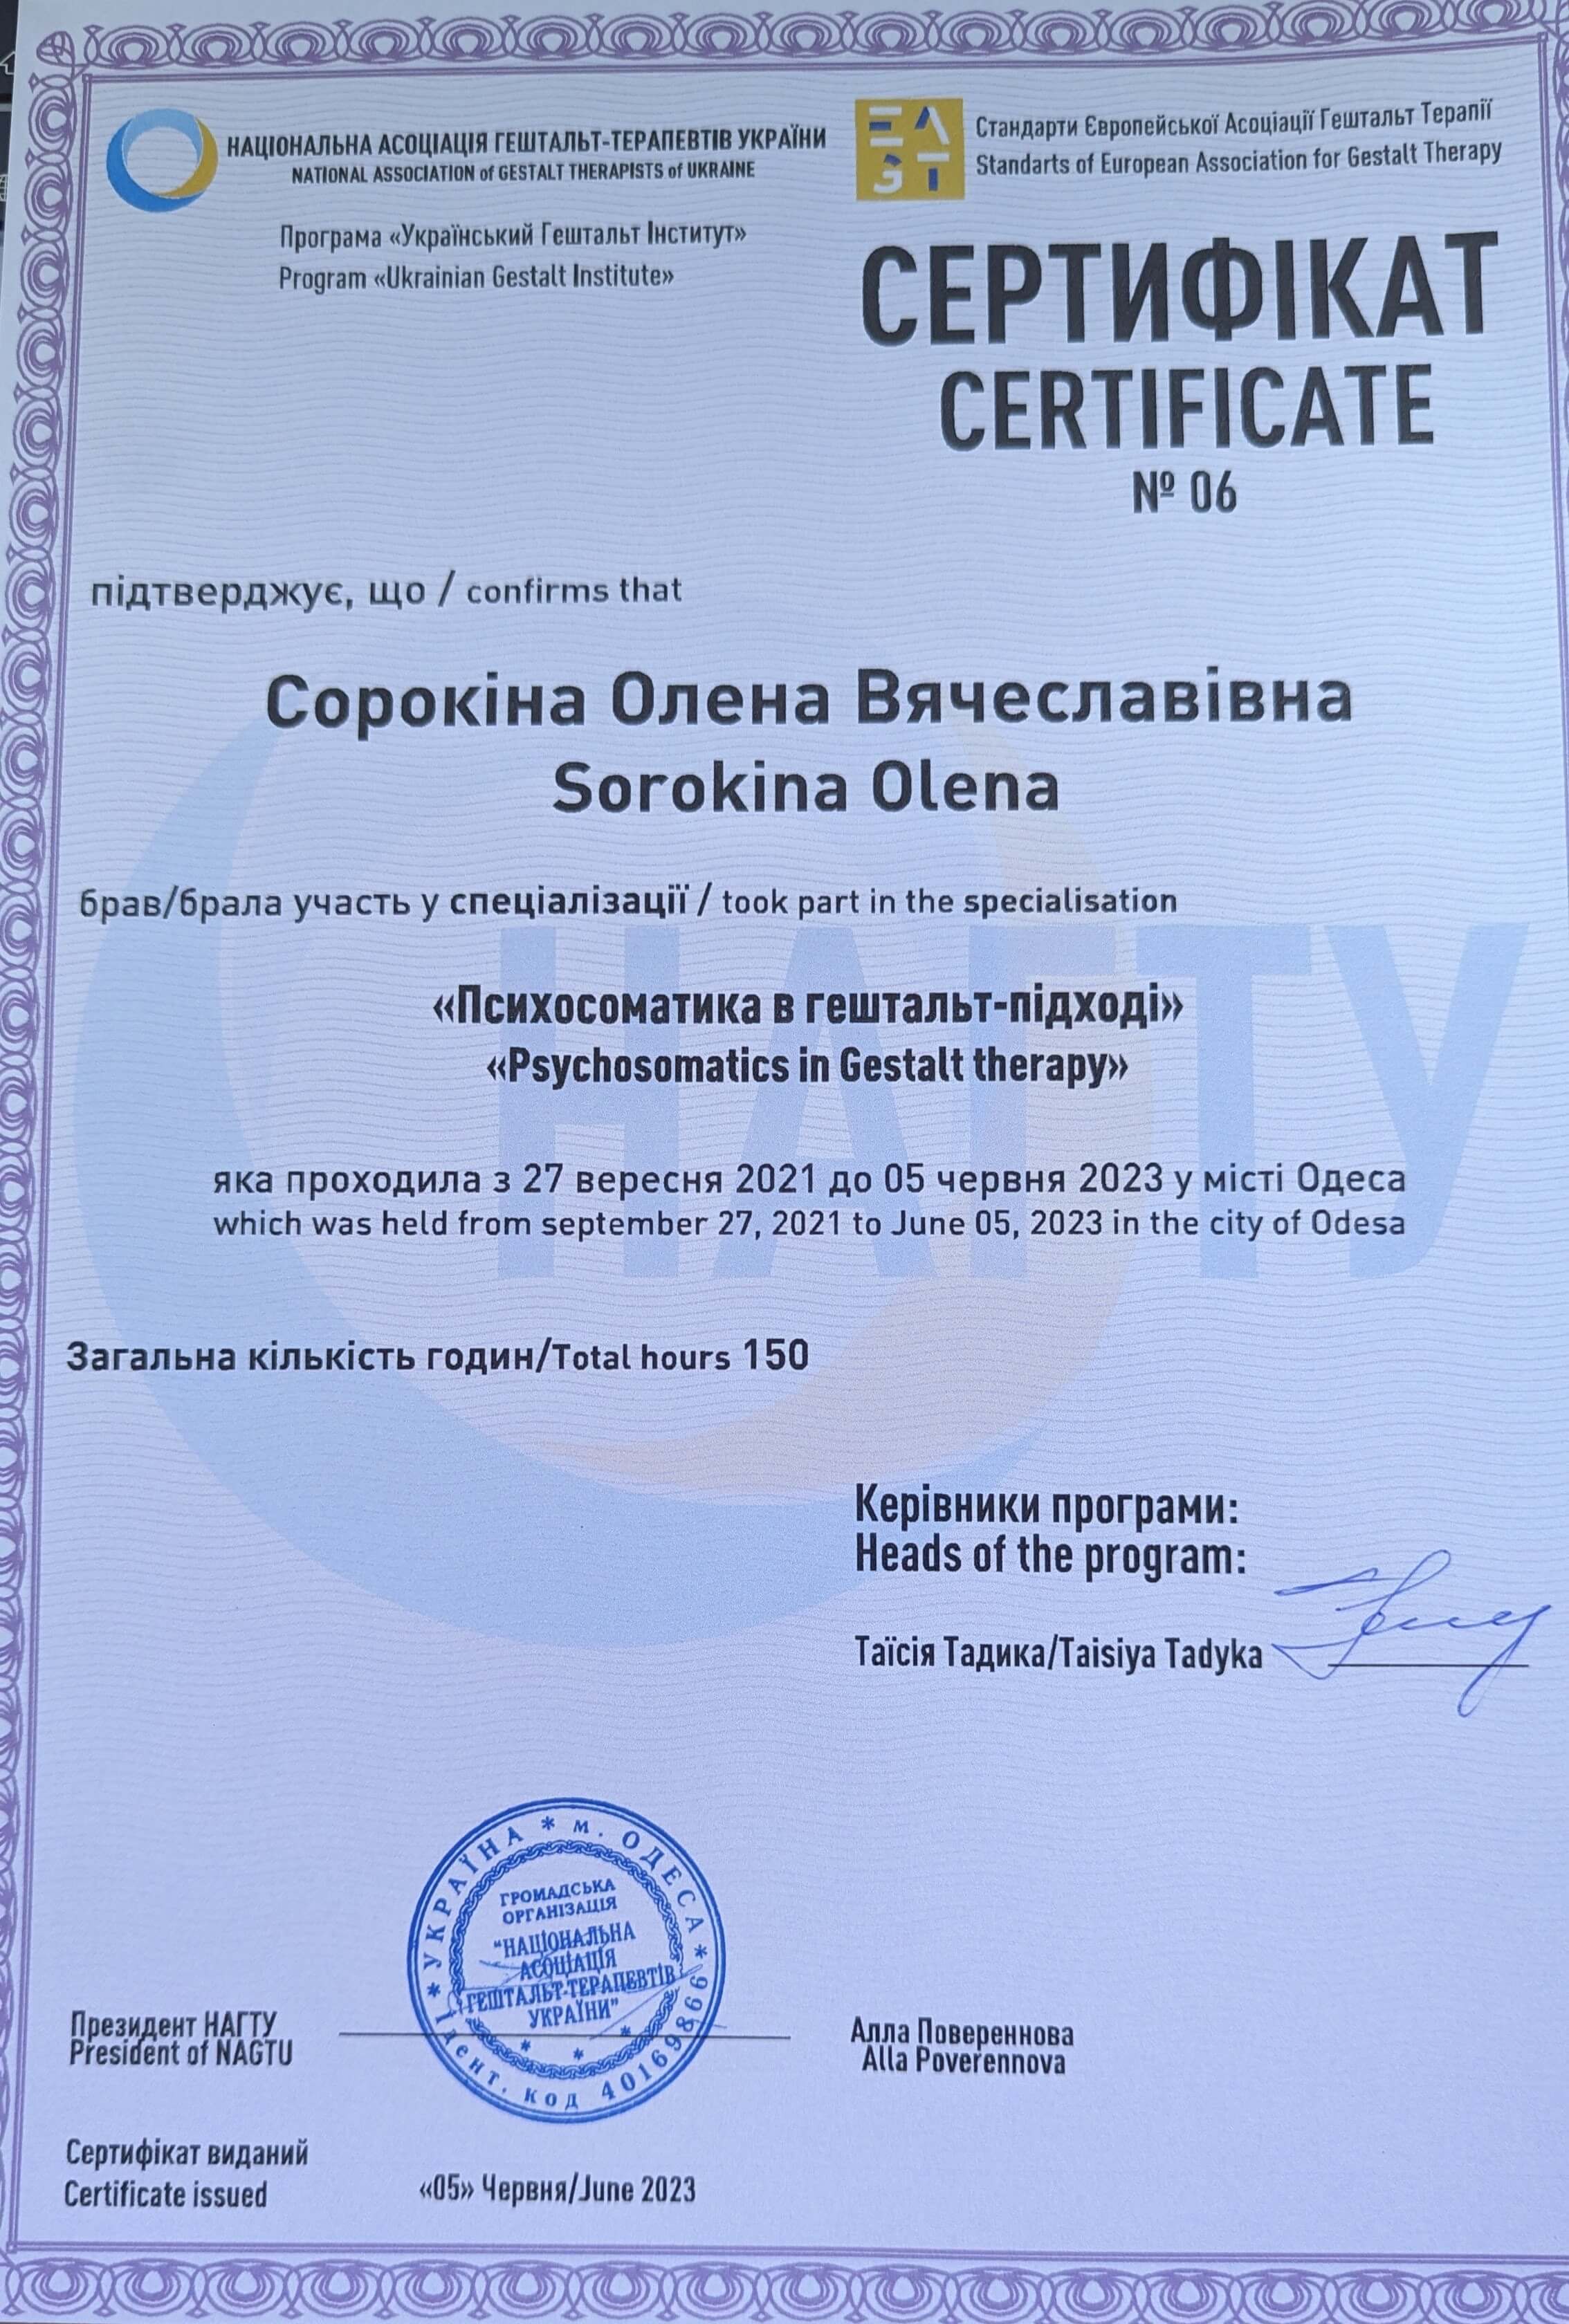 НАЦІОНАЛЬНА АСОЦІАЦІЯ ГЕШТАЛЬТ-ТЕРАПЕВТІВ УКРАЇНИ
NATIONAL ASSOCIATION of GESTALT THERAPISTS of UKRAINE
Програма «Український Гештальт Інститут»
Program «Ukrainian Gestalt Institute»
EAGT
Стандарти Європейської Асоціації Гештальт Терапії
Standarts of European Association for Gestalt Therapy
СЕРТИФІКАТ
CERTIFICATE
№ 06
підтверджує, що / confirms that
Сорокіна Олена Вячеславівна
Sorokina Olena
брав/брала участь у спеціалізації / took part in the specialisation
НАГТУ
«Психосоматика в гештальт-підході»
«Psychosomatics in Gestalt therapy»
яка проходила з 27 вересня 2021 до 05 червня 2023 у місті Одеса
which was held from september 27, 2021 to June 05, 2023 in the city of Odesa
Загальна кількість годин/Total hours 150
Керівники програми:
Heads of the program:
Таїсія Тадика/Taisiya Tadyka
* УКРАЇНА * м. ОДЕСА *
Ідент. код 40169866
ГРОМАДСЬКА
ОРГАНІЗАЦІЯ
"НАЦІОНАЛЬНА
АСОЦІАЦІЯ
ГЕШТАЛЬТ-ТЕРАПЕВТІВ
УКРАЇНИ"
Президент НАГТУ
President of NAGTU
Алла Повереннова
Alla Poverennova
Сертифікат виданий
Certificate issued
«05» Червня/June 2023